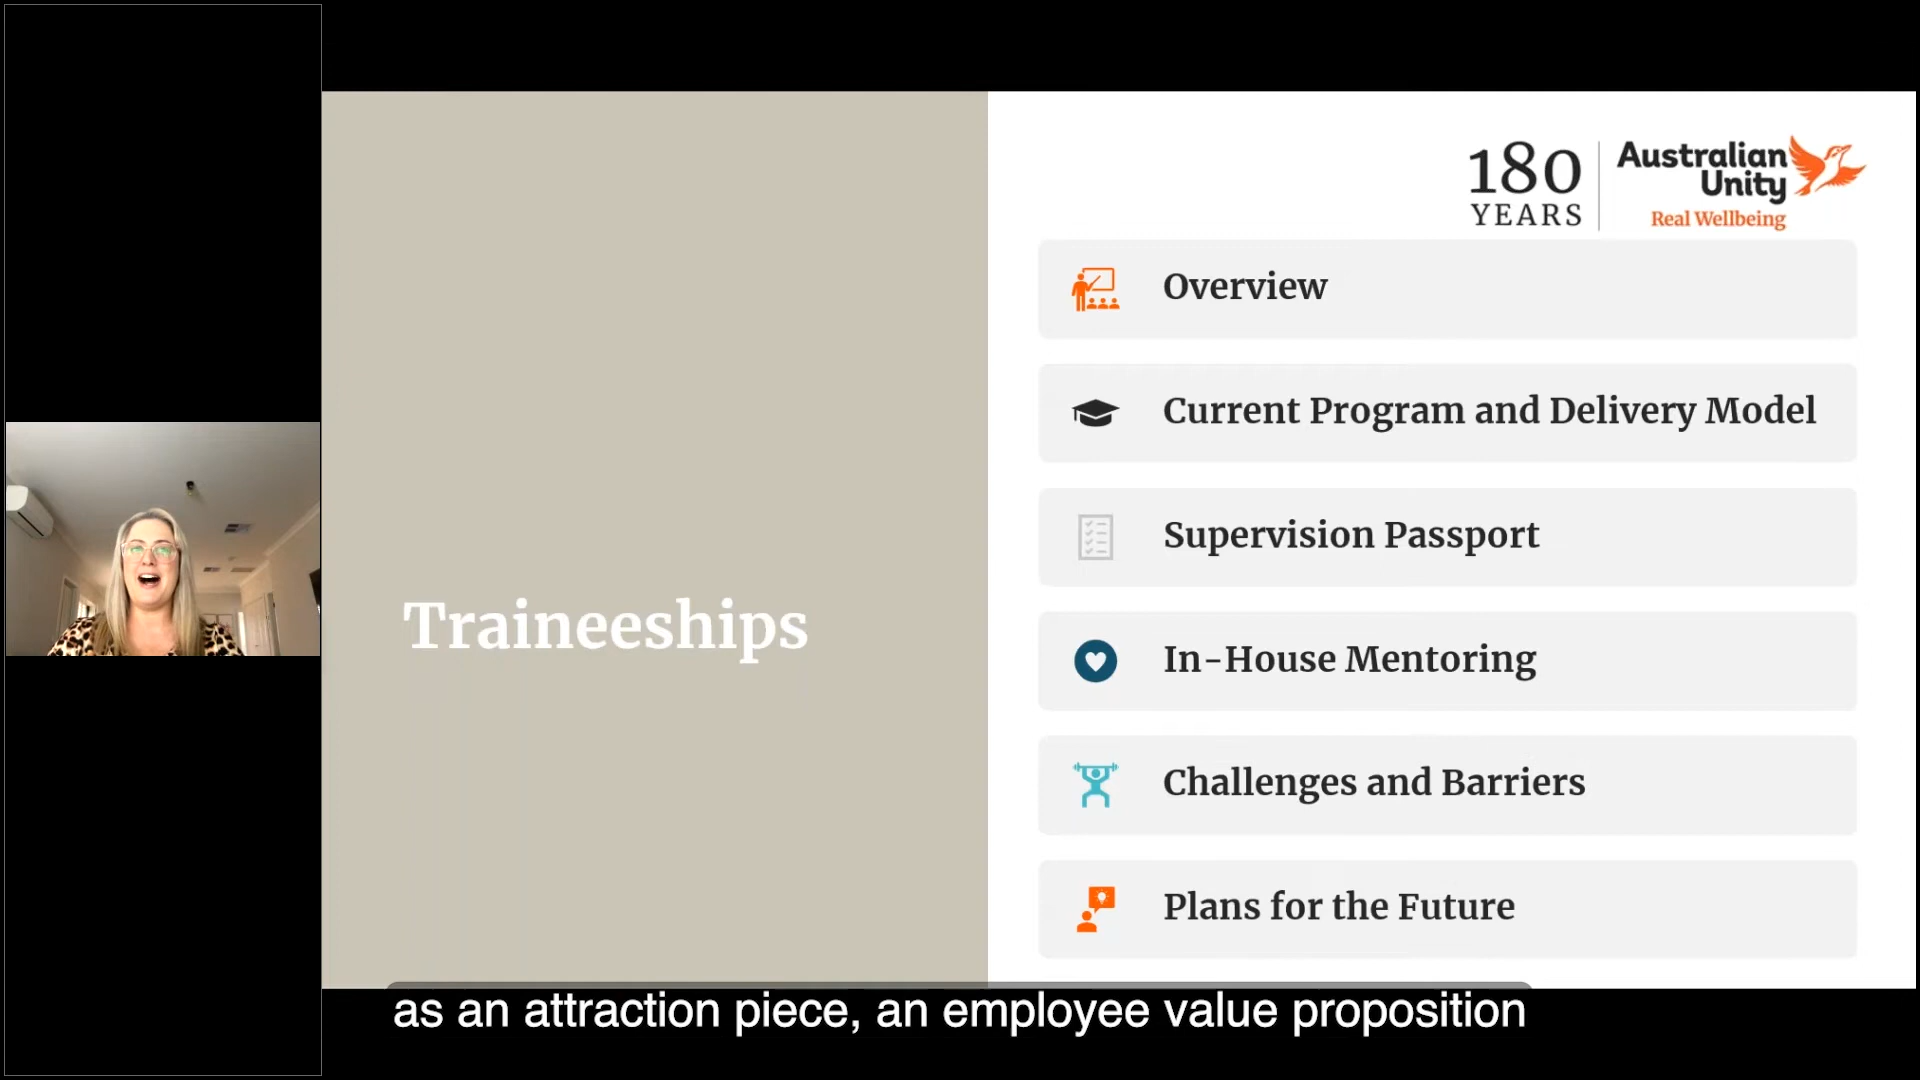 180
YEARS
Australian
Unity
Real Wellbeing
Overview
Current Program and Delivery Model
Supervision Passport
Traineeships
In-House Mentoring
Challenges and Barriers
Plans for the Future
as an attraction piece, an employee value proposition